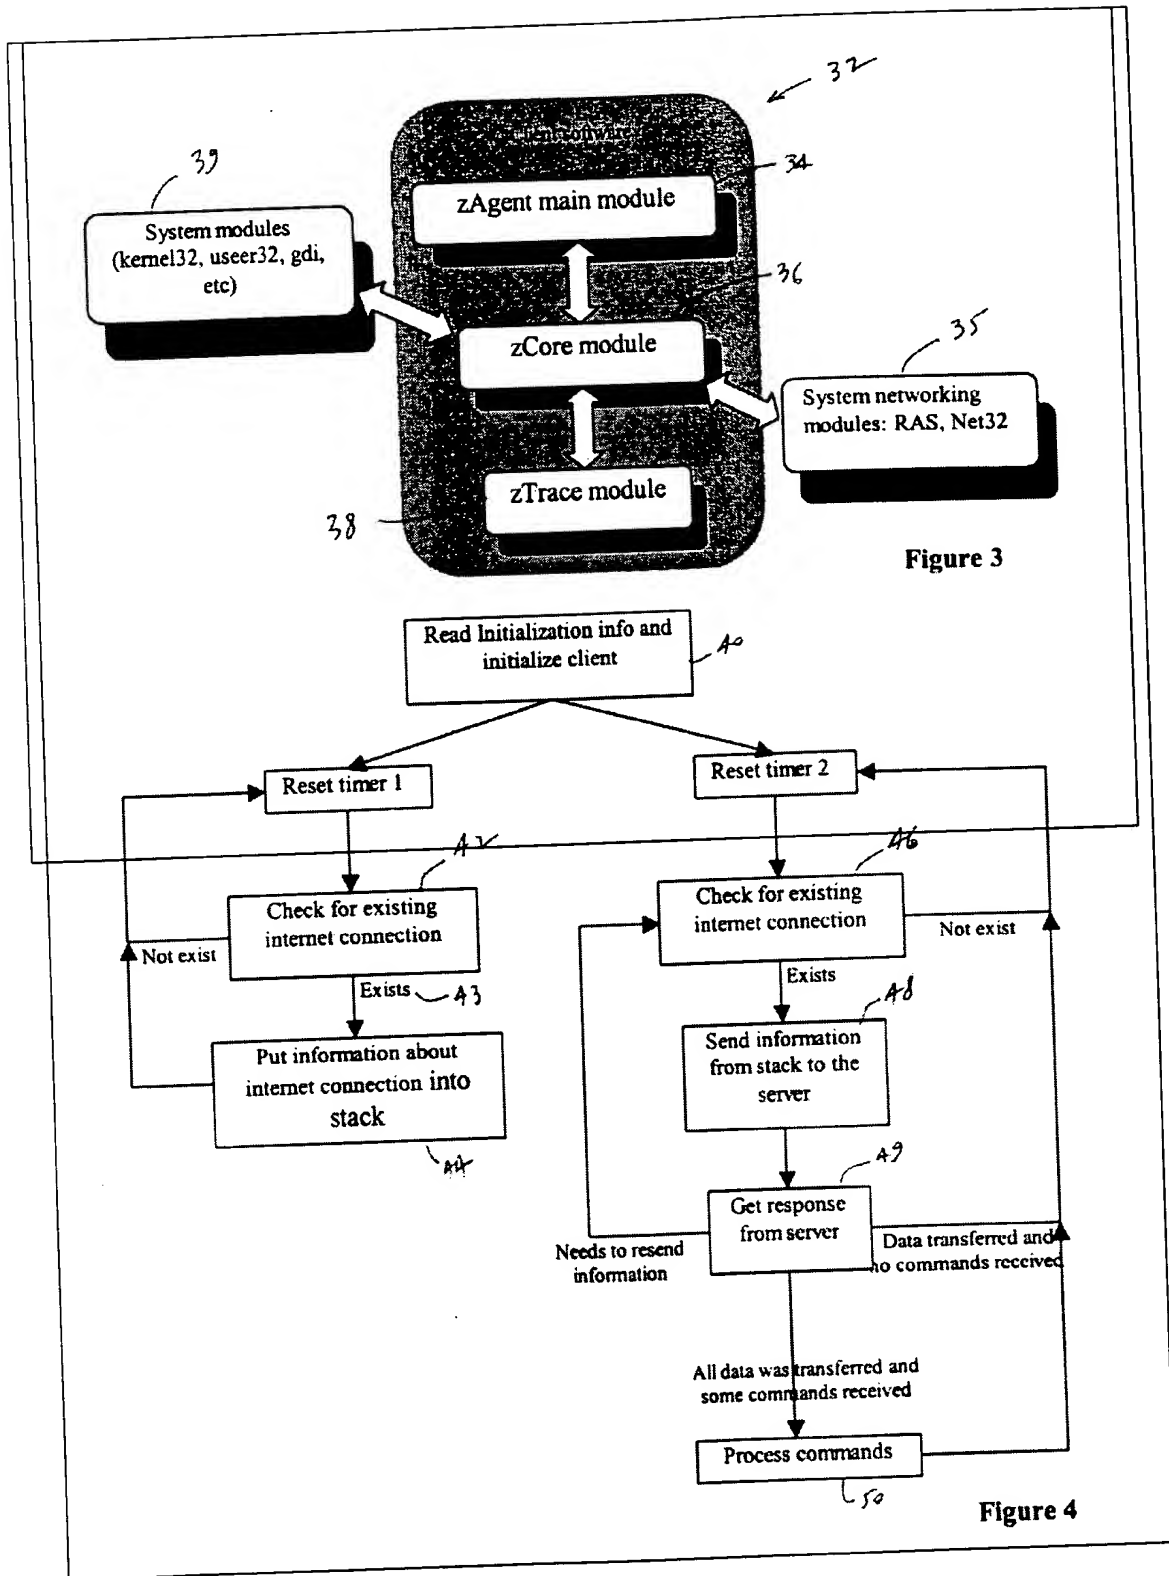 32
Client software
39
34
zAgent main module
System modules
(kernel32, useer32, gdi,
etc)
36
zCore module
35
System networking
modules: RAS, Net32
zTrace module
38
Figure 3
Read Initialization info and
initialize client
40
Reset timer 1
Reset timer 2
42
46
Check for existing
internet connection
Check for existing
internet connection
Not exist
Not exist
Exists
43
Exists
48
Put information about
internet connection into
stack
44
Send information
from stack to the
server
49
Get response
from server
Needs to resend
information
Data transferred and
no commands received
All data was transferred and
some commands received
Process commands
50
Figure 4